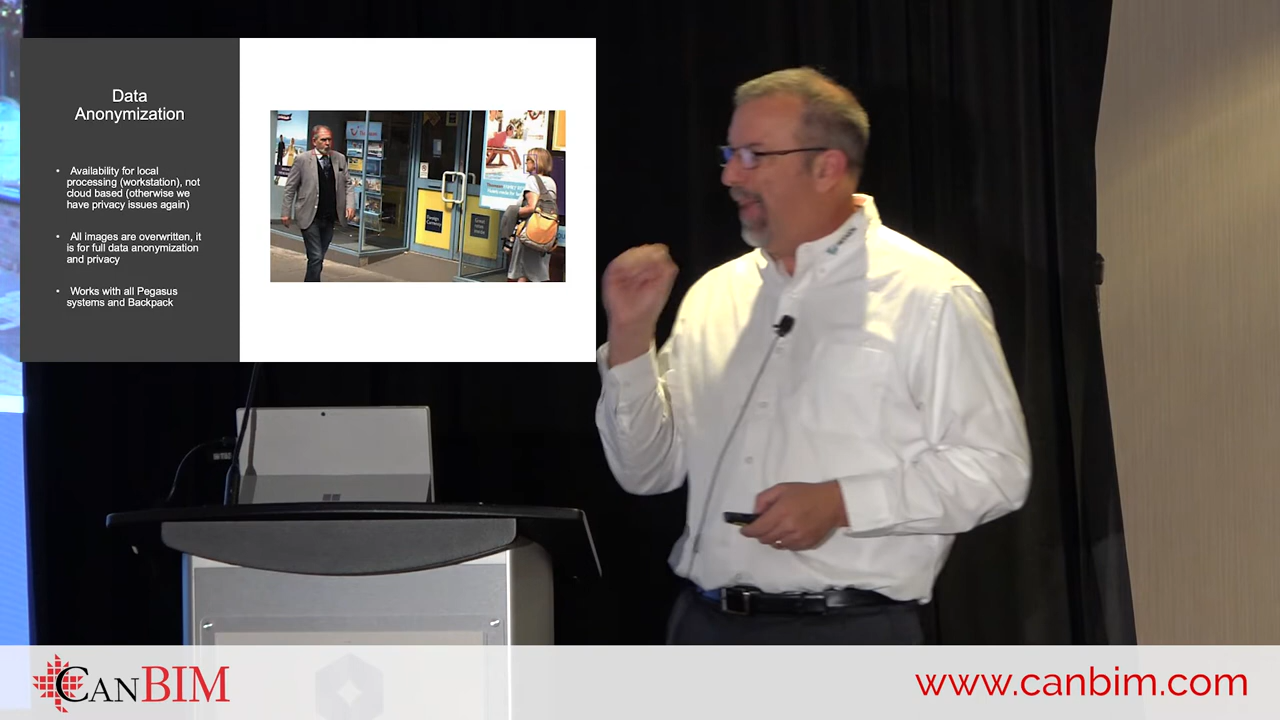 Data
Anonymization
• Availability for local
processing (workstation), not
cloud based (otherwise we
have privacy issues again)
• All images are overwritten, it
is for full data anonymization
and privacy
• Works with all Pegasus
systems and Backpack
Foreign
Currency
CanBIM
www.canbim.com